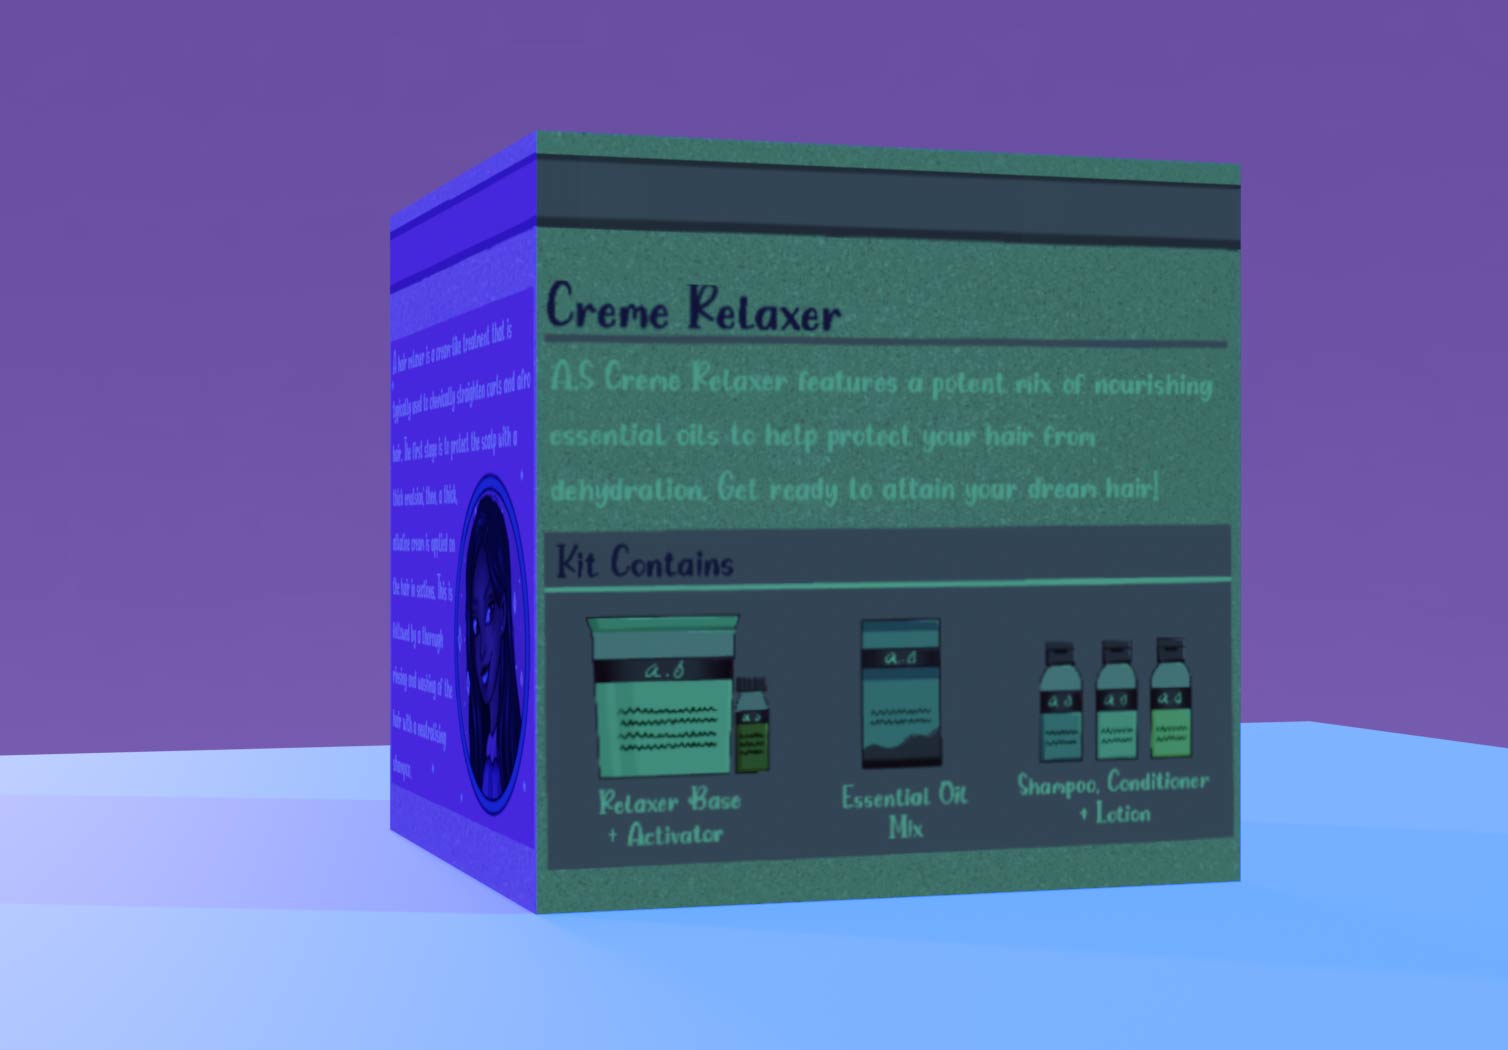 A hair relaxer is a cream-like treatment that is
typically used to chemically straighten curls and afro
hair. The first stage is to protect the scalp with a
thick emulsion, then, a thick,
alkaline cream is applied on
the hair in sections. This is
followed by a thorough
rinsing and washing of the
hair with a neutralising
shampoo.
Creme Relaxer
A.S Creme Relaxer features a potent mix of nourishing
essential oils to help protect your hair from
dehydration. Get ready to attain your dream hair!
Kit Contains
a.s
a.s
a.s
a.s
a.s
a.s
Relaxer Base
+ Activator
Essential Oil
Mix
Shampoo, Conditioner
+ Lotion